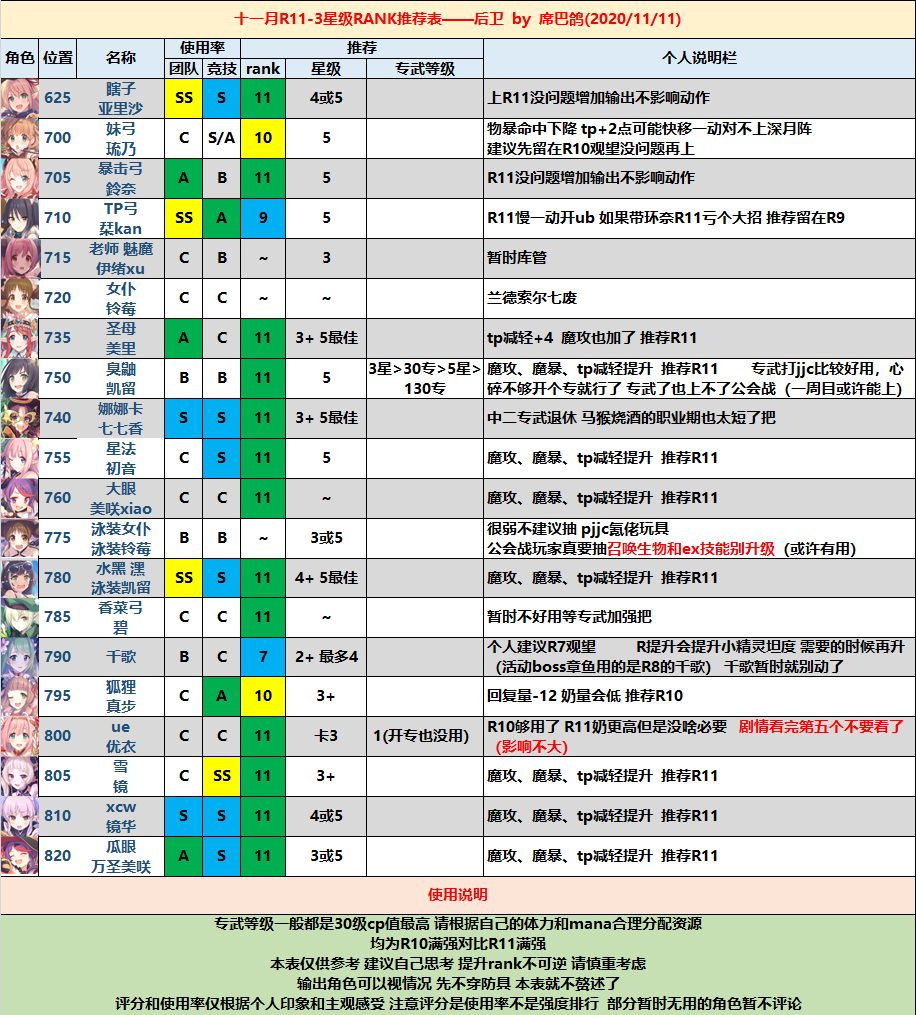 十一月R11-3星级RANK推荐表——后卫 by 席巴鸽(2020/11/11)
角色 位置 名称 使用率 推荐 个人说明栏
团队 竞技 rank 星级 专武等级
625 瞎子 亚里沙 SS S 11 4或5 上R11没问题增加输出不影响动作
700 妹弓 琉乃 C S/A 10 5 物暴命中下降 tp+2点可能快移一动对不上深月阵
建议先留在R10观望没问题再上
705 暴击弓 鈴奈 A B 11 5 R11没问题增加输出不影响动作
710 TP弓 栞kan SS A 9 5 R11慢一动开ub 如果带环奈R11亏个大招 推荐留在R9
715 老师 魅魔 伊绪xu C B ~ 3 暂时库管
720 女仆 铃莓 C C ~ ~ 兰德索尔七废
735 圣母 美里 A C 11 3+ 5最佳 tp减轻+4 魔攻也加了 推荐R11
750 臭鼬 凯留 B B 11 5 3星>30专>5星>130专 魔攻、魔暴、tp减轻提升 推荐R11 专武打jjc比较好用，心
碎不够开个专就行了 专武了也上不了公会战（一周目或许能上）
740 娜娜卡 七七香 S S 11 3+ 5最佳 中二专武退休 马猴烧酒的职业期也太短了把
755 星法 初音 C S 11 5 魔攻、魔暴、tp减轻提升 推荐R11
760 大眼 美咲xiao C C 11 ~ 魔攻、魔暴、tp减轻提升 推荐R11
775 泳装女仆 泳装铃莓 B B ~ 3或5 很弱不建议抽 pjjc氪佬玩具
公会战玩家真要抽召唤生物和ex技能别升级（或许有用）
780 水黑 潶 泳装凯留 SS S 11 4+ 5最佳 魔攻、魔暴、tp减轻提升 推荐R11
785 香菜弓 碧 C C 11 ~ 暂时不好用等专武加强把
790 千歌 B C 7 2+ 最多4 个人建议R7观望 R提升会提升小精灵坦度 需要的时候再升
（活动boss章鱼用的是R8的千歌） 千歌暂时就别动了
795 狐狸 真步 C A 10 3+ 回复量-12 奶量会低 推荐R10
800 ue 优衣 C C 11 卡3 1(开专也没用) R10够用了 R11奶更高但是没啥必要 剧情看完第五个不要看了
（影响不大）
805 雪 镜 C SS 11 3+ 魔攻、魔暴、tp减轻提升 推荐R11
810 xcw 镜华 S S 11 4或5 魔攻、魔暴、tp减轻提升 推荐R11
820 瓜眼 万圣美咲 A S 11 3或5 魔攻、魔暴、tp减轻提升 推荐R11
使用说明
专武等级一般都是30级cp值最高 请根据自己的体力和mana合理分配资源
均为R10满强对比R11满强
本表仅供参考 建议自己思考 提升rank不可逆 请慎重考虑
输出角色可以视情况 先不穿防具 本表就不赘述了
评分和使用率仅根据个人印象和主观感受 注意评分是使用率不是强度排行 部分暂时无用的角色暂不评论